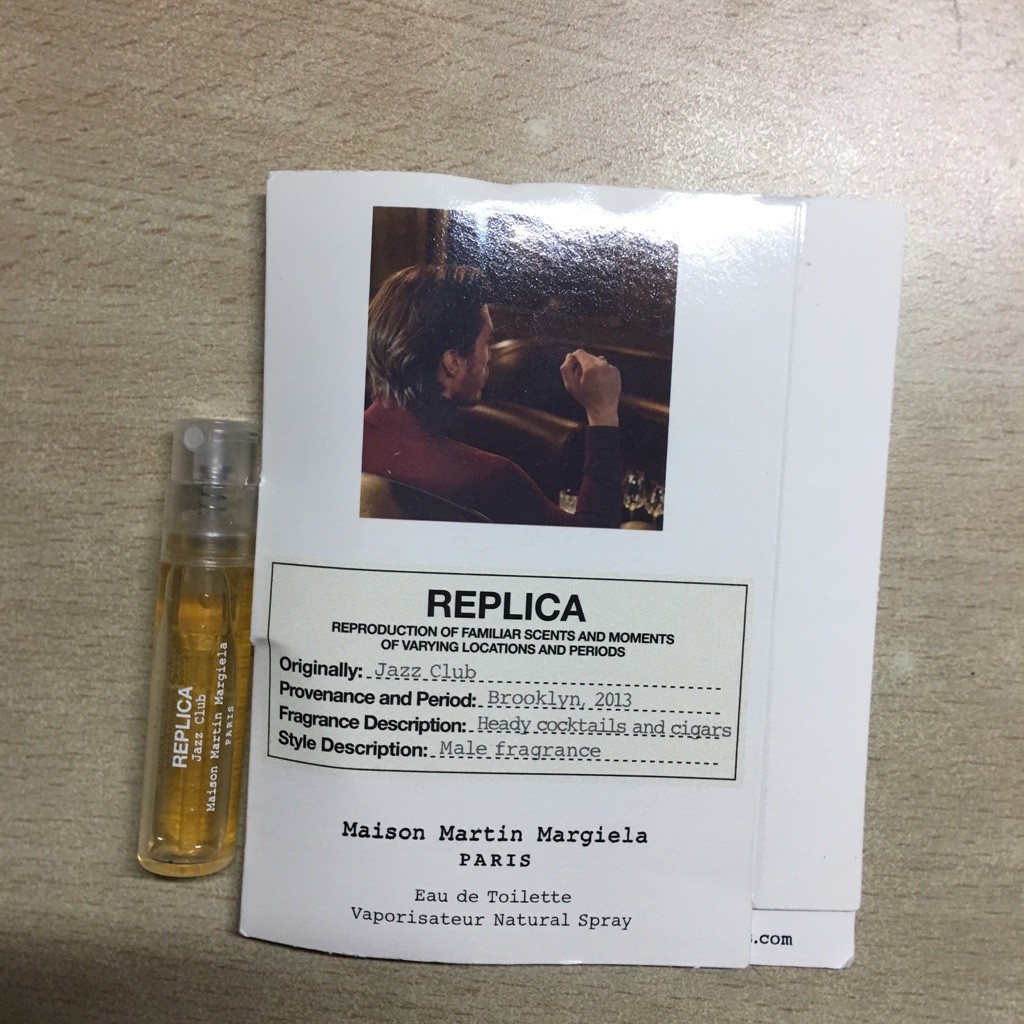 REPLICA
REPRODUCTION OF FAMILIAR SCENTS AND MOMENTS
OF VARYING LOCATIONS AND PERIODS
Originally: Jazz Club
Provenance and Period: Brooklyn, 2013
Fragrance Description: Heady cocktails and cigars
Style Description: Male fragrance
Maison Martin Margiela
PARIS
Eau de Toilette
Vaporisateur Natural Spray
.com
REPLICA
Jazz Club
Maison Martin Margiela
PARIS